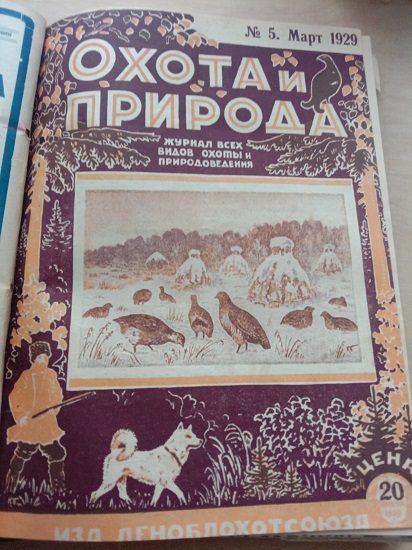 № 5. Март 1929
ОХОТА И
ПРИРОДА
ЖУРНАЛ ВСЕХ
ВИДОВ ОХОТЫ И
ПРИРОДОВЕДЕНИЯ
ЦЕНА
20
ИЗД ЛЕНОБЛОХОТСОЮЗА